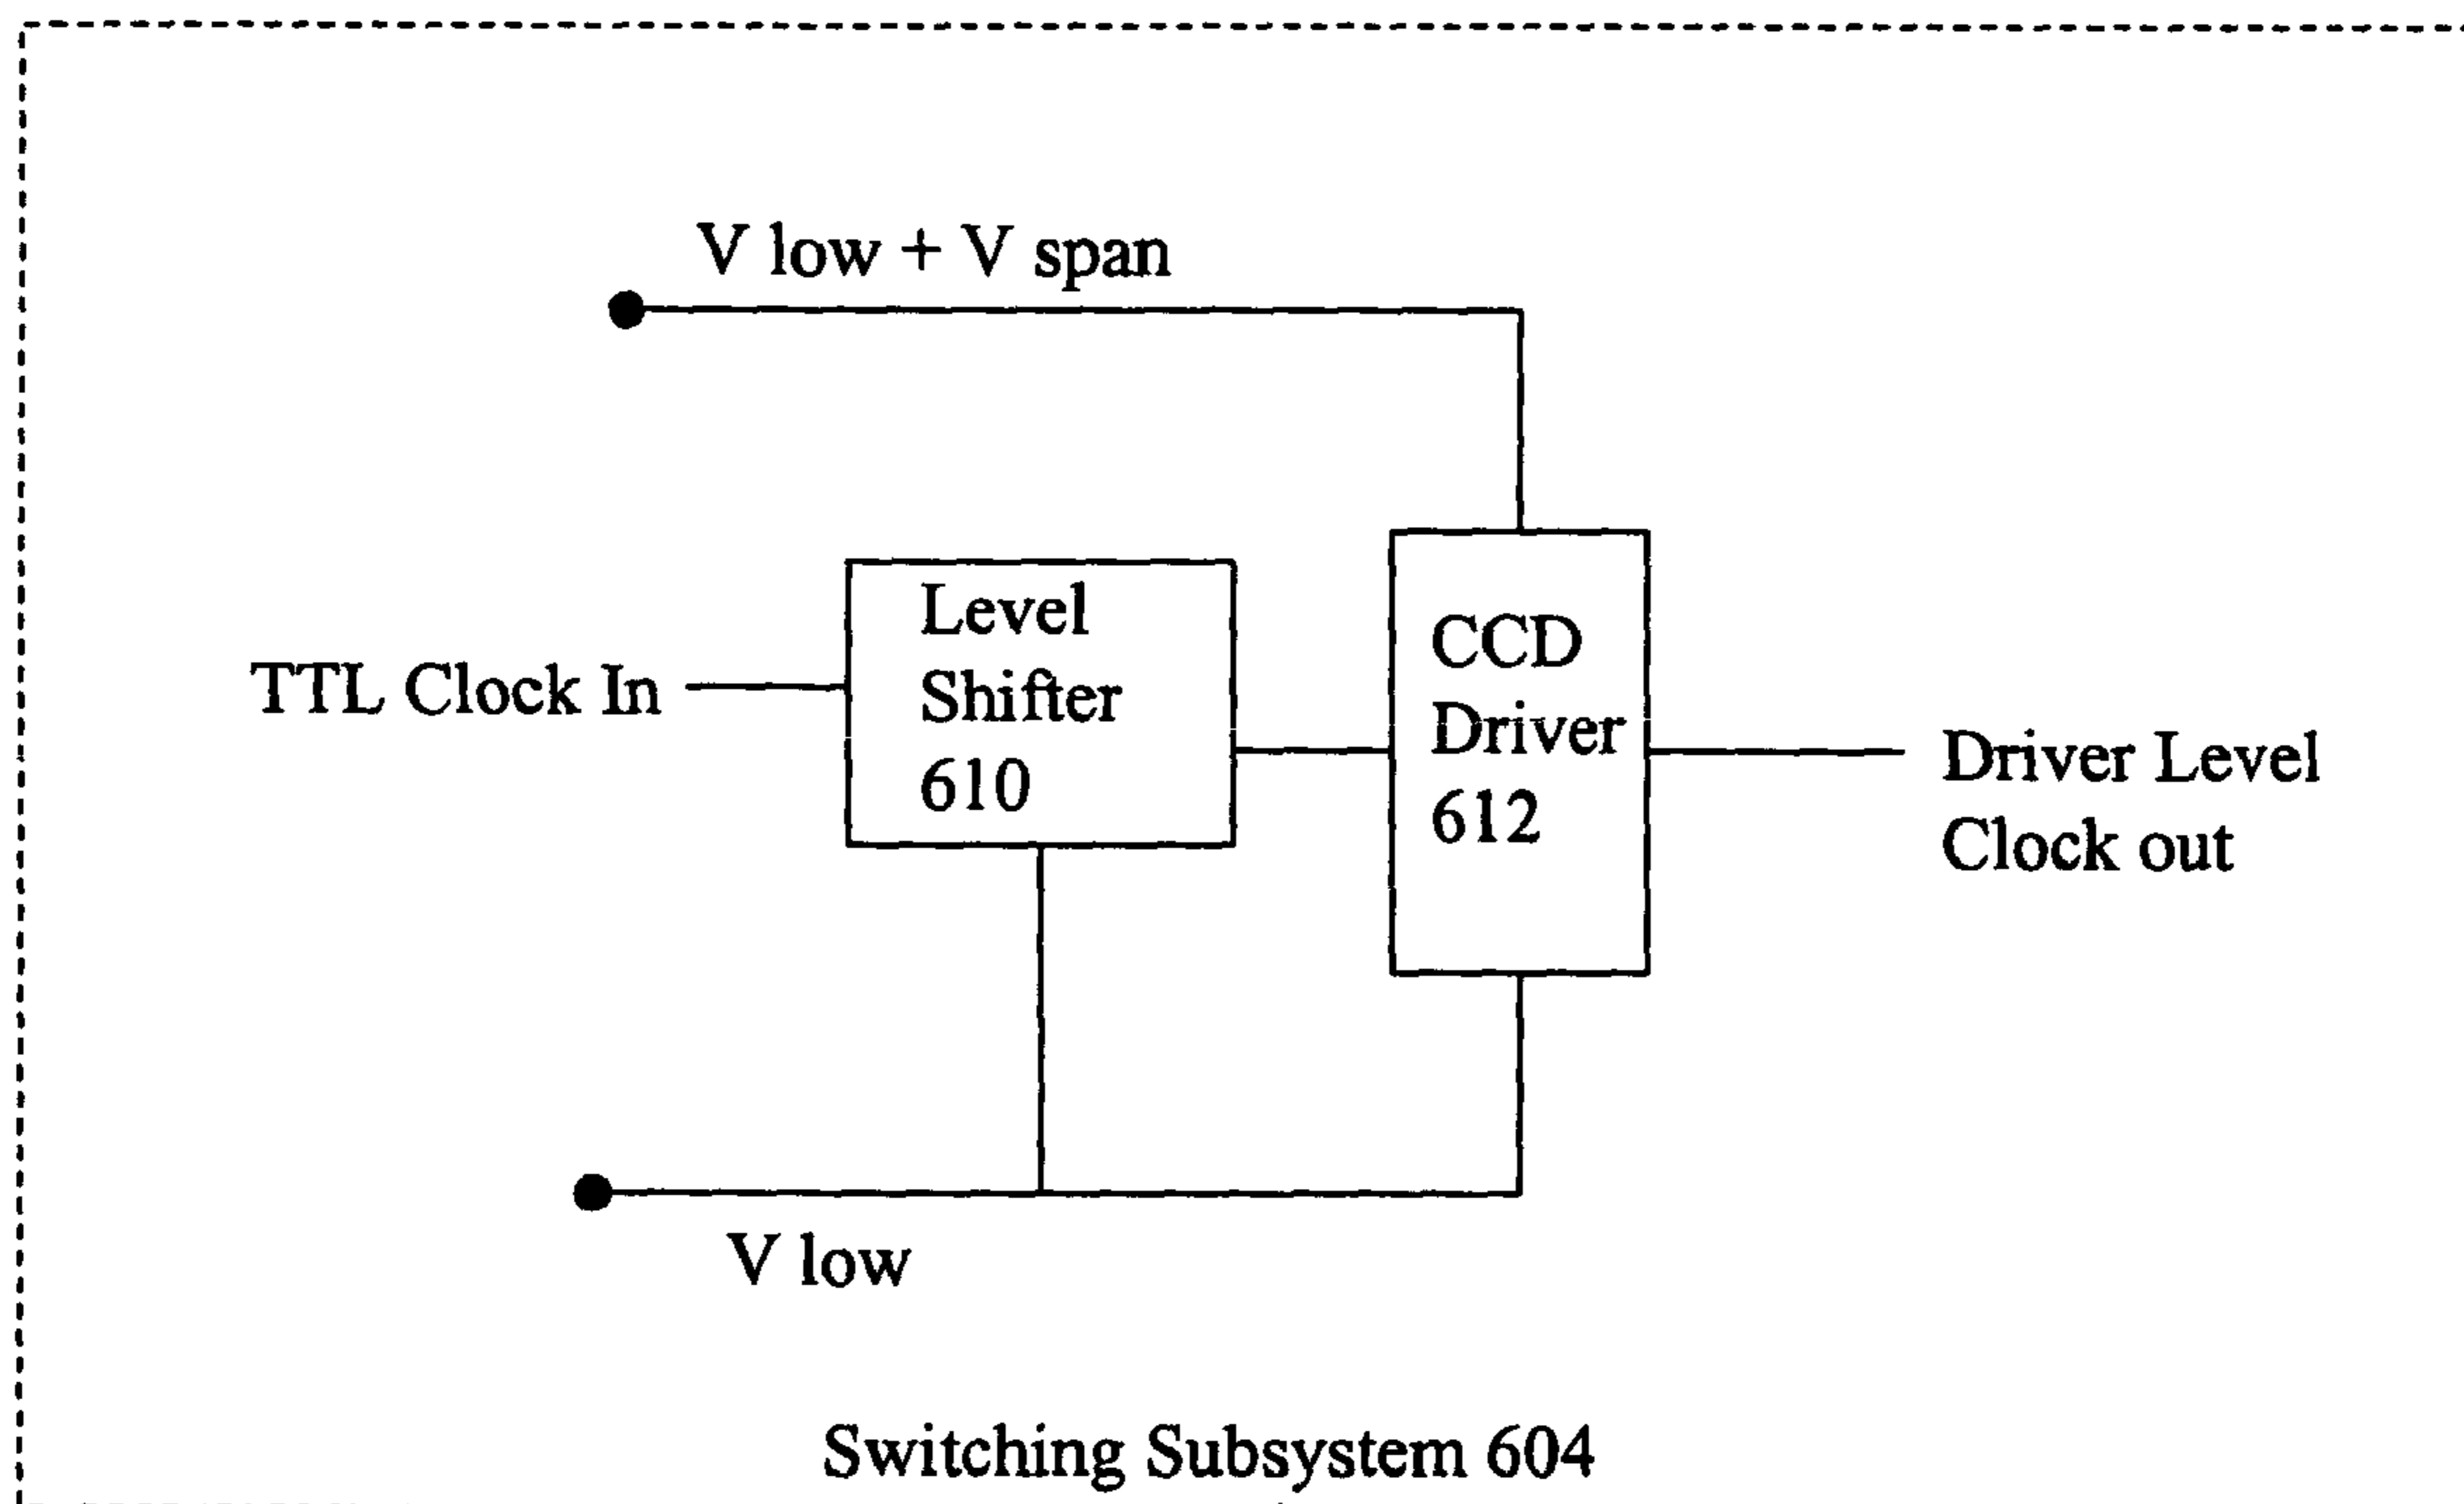 V low + V span
Level
Shifter
610
CCD
Driver
612
TTL Clock In
Driver Level
Clock out
V low
Switching Subsystem 604